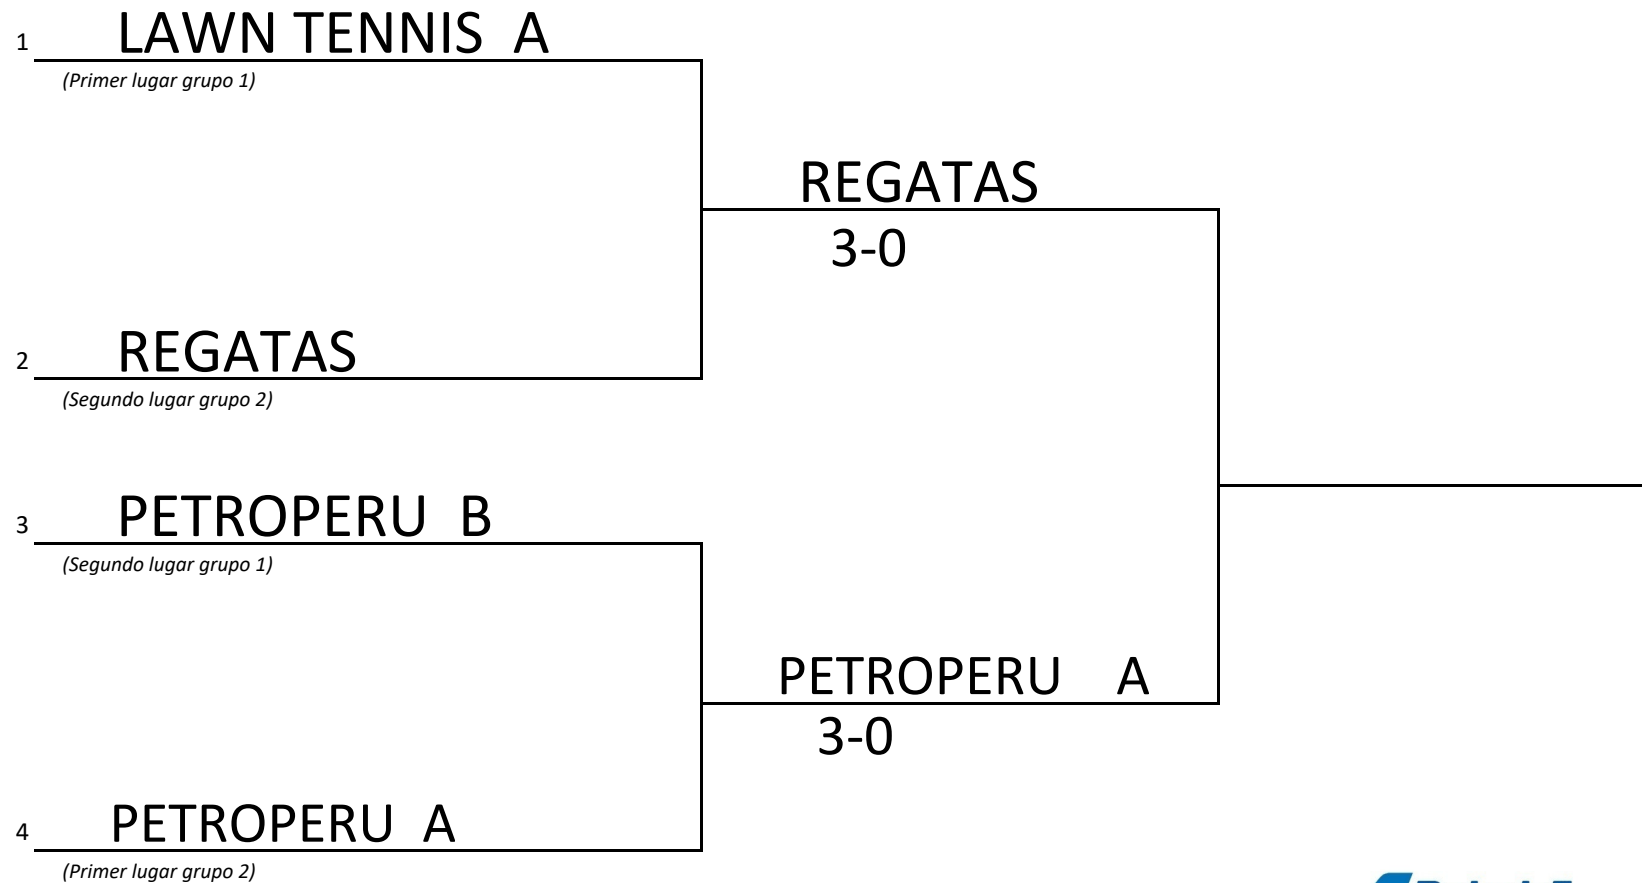 1 LAWN TENNIS A
(Primer lugar grupo 1)
REGATAS
3-0
2 REGATAS
(Segundo lugar grupo 2)
3 PETROPERU B
(Segundo lugar grupo 1)
PETROPERU A
3-0
4 PETROPERU A
(Primer lugar grupo 2)